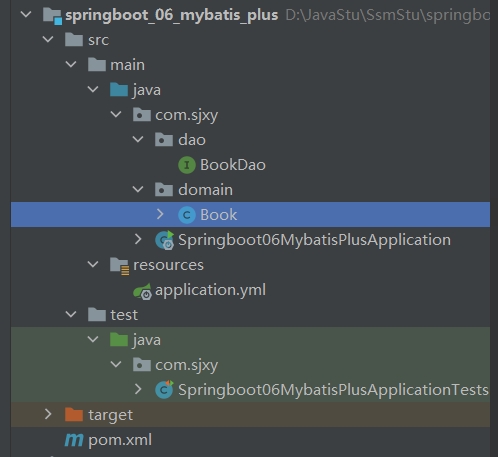 springboot_06_mybatis_plus D:\JavaStu\SsmStu\springbo
src
main
java
com.sjxy
dao
I BookDao
domain
C Book
Springboot06MybatisPlusApplication
resources
application.yml
test
java
com.sjxy
Springboot06MybatisPlusApplicationTests
target
m pom.xml